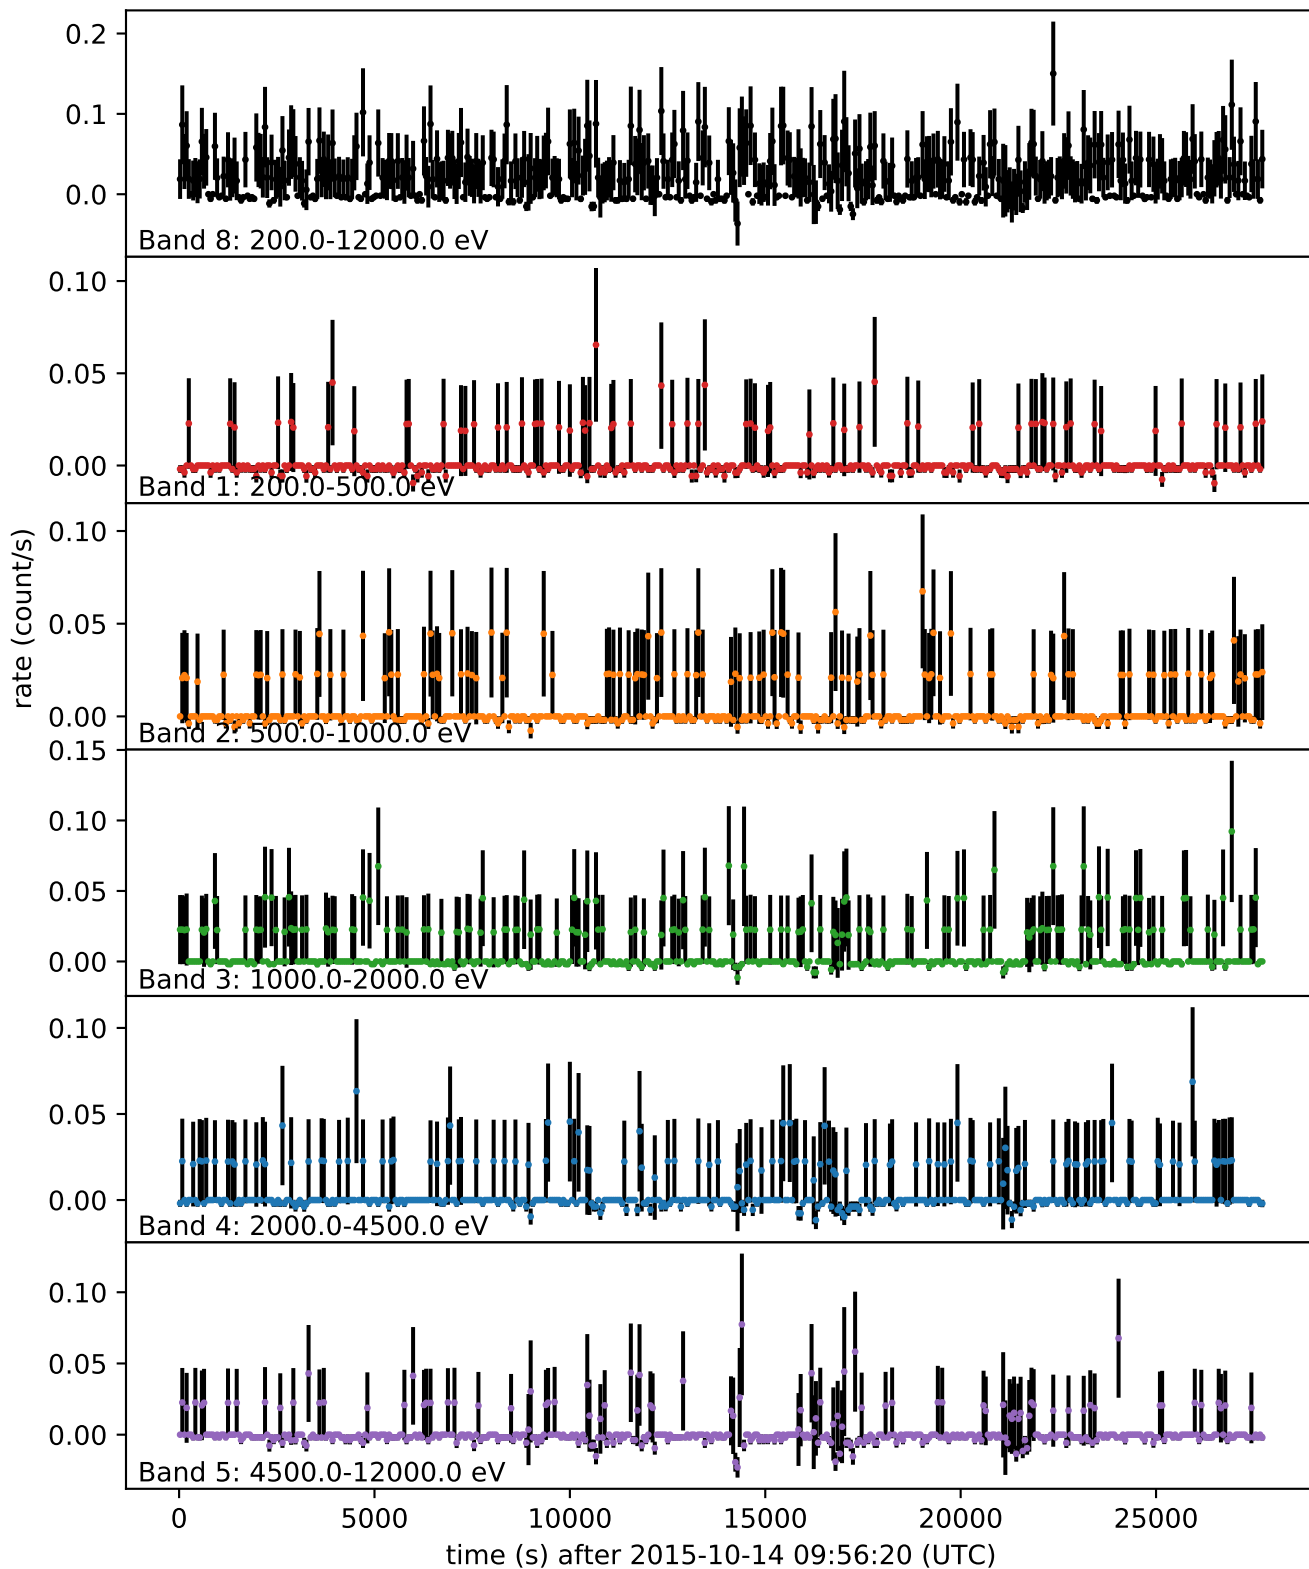 0.2
0.1
0.0
Band 8: 200.0-12000.0 eV
0.10
0.05
0.00
Band 1: 200.0-500.0 eV
0.10
0.05
0.00
Band 2: 500.0-1000.0 eV
0.15
0.10
0.05
0.00
Band 3: 1000.0-2000.0 eV
0.10
0.05
0.00
Band 4: 2000.0-4500.0 eV
0.10
0.05
0.00
Band 5: 4500.0-12000.0 eV
rate (count/s)
0 5000 10000 15000 20000 25000
time (s) after 2015-10-14 09:56:20 (UTC)